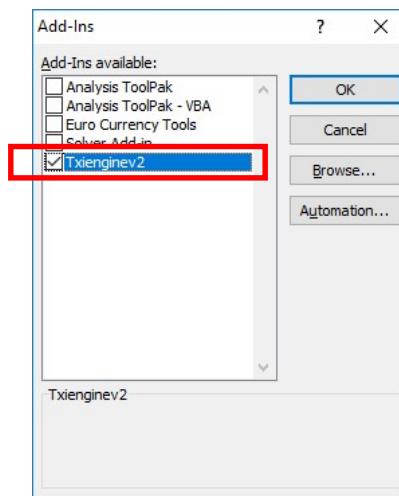 Add-Ins ? X
Add-Ins available:
Analysis ToolPak
Analysis ToolPak - VBA
Euro Currency Tools
Solver Add-in
Txienginev2
OK
Cancel
Browse...
Automation...
Txienginev2